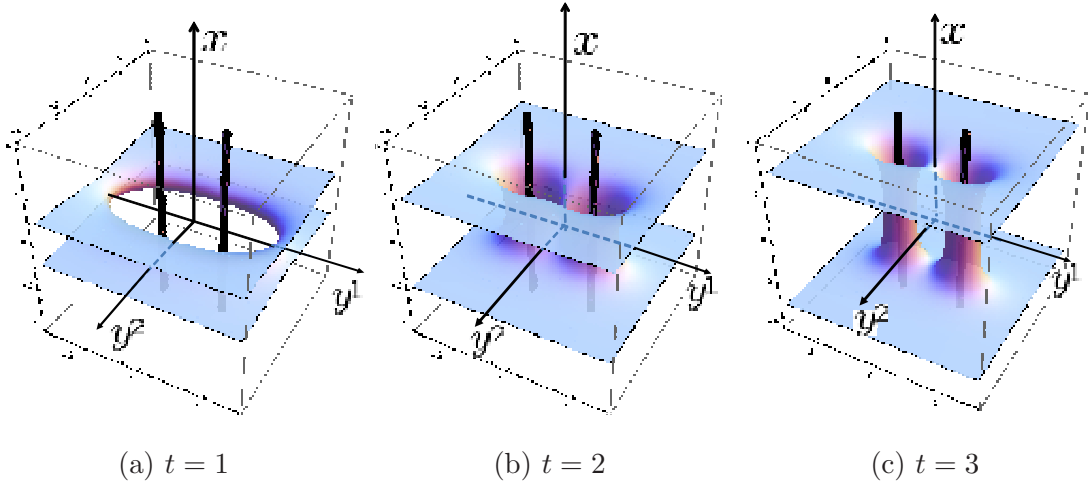 x
x
x
y¹
y¹
y¹
y²
y²
y²
(a) t = 1
(b) t = 2
(c) t = 3